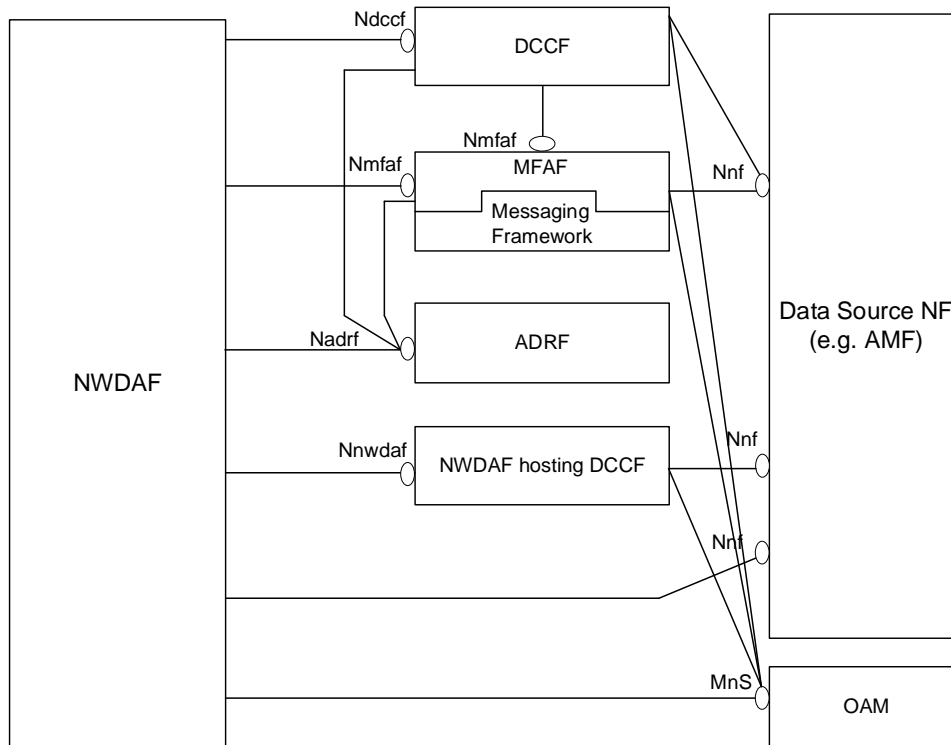 Ndccf
DCCF
Nmfaf
Nmfaf
MFAF
Nnf
Messaging
Framework
Data Source NF
(e.g. AMF)
Nadrf
ADRF
NWDAF
Nnwdaf
NWDAF hosting DCCF
Nnf
Nnf
MnS
OAM